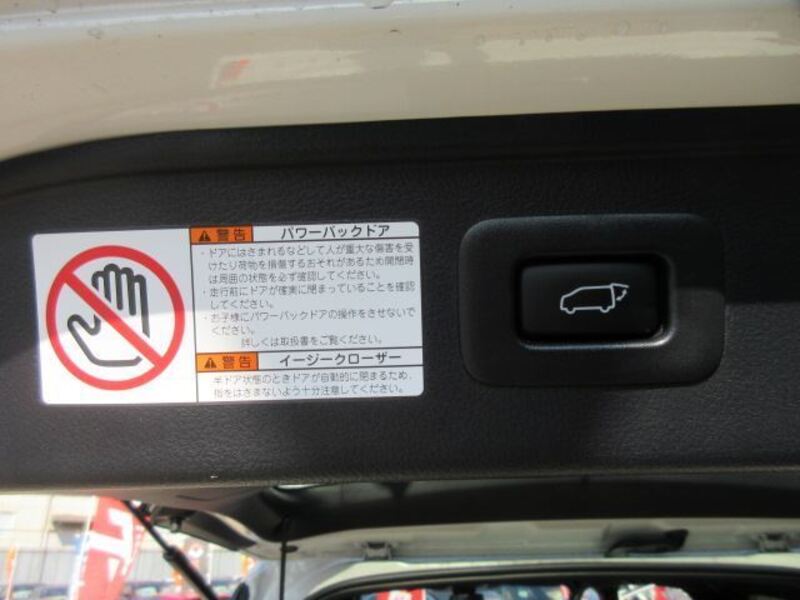 警告 パワーバックドア
・ドアにはさまれるなどして人が重大な傷害を受
けたり荷物を損傷するおそれがあるため開閉時
は周囲の状態を必ず確認してください。
・走行前にドアが確実に閉まっていることを確認
してください。
・お子様にパワーバックドアの操作をさせないで
ください。
詳しくは取扱書をご覧ください。
警告 イージークローザー
半ドア状態のときドアが自動的に閉まるため、
指をはさまないよう十分注意してください。